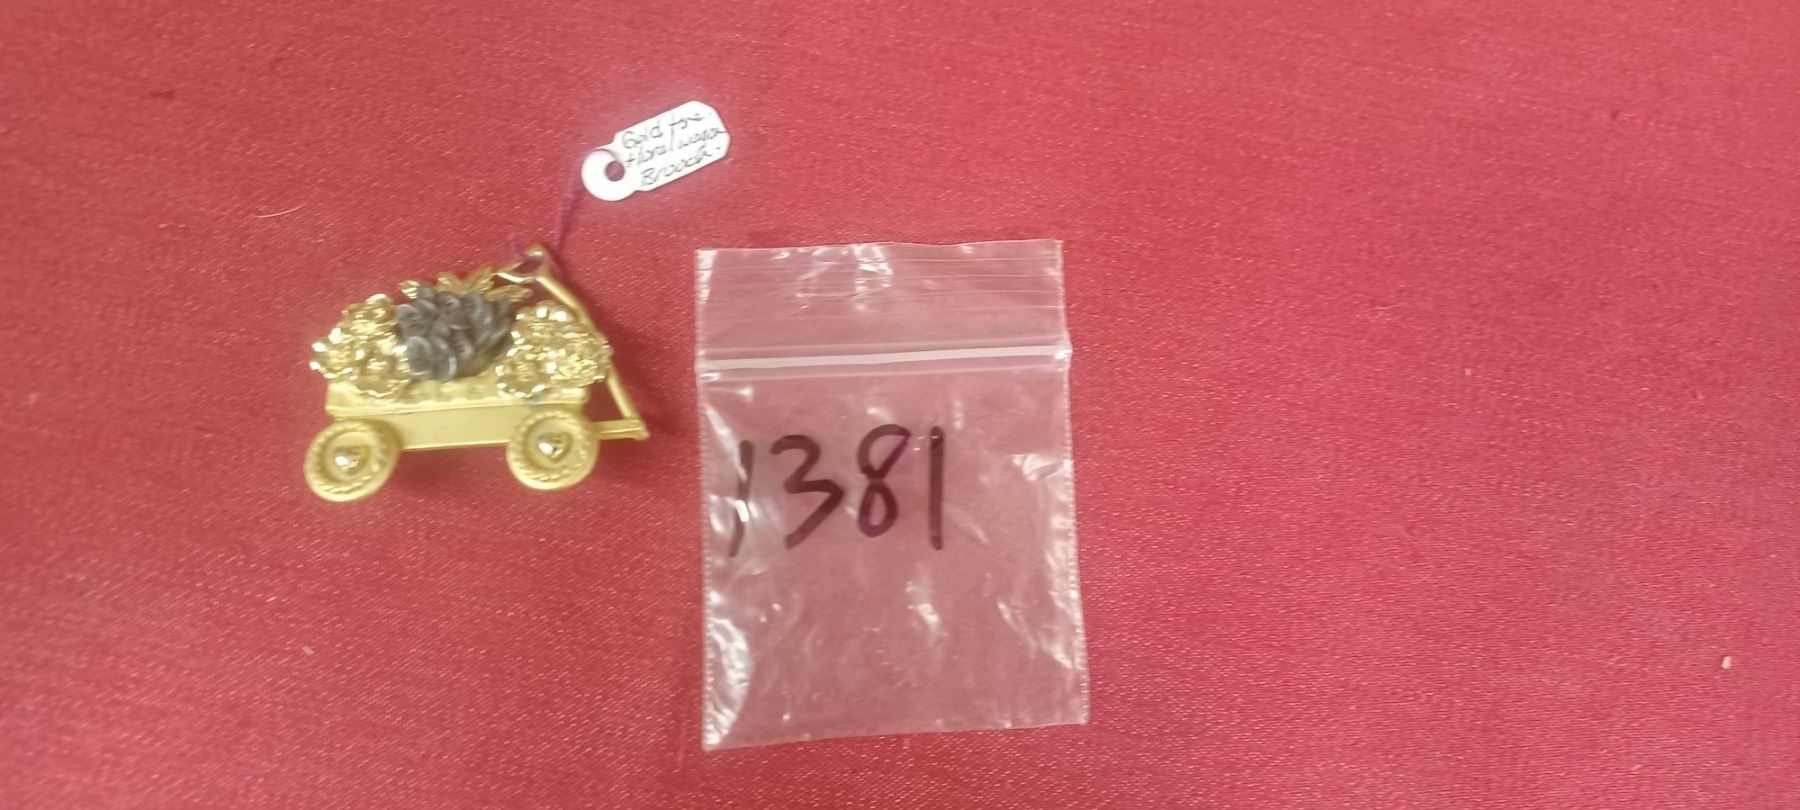 Gold tone
floral wagon
Brooch.
1381